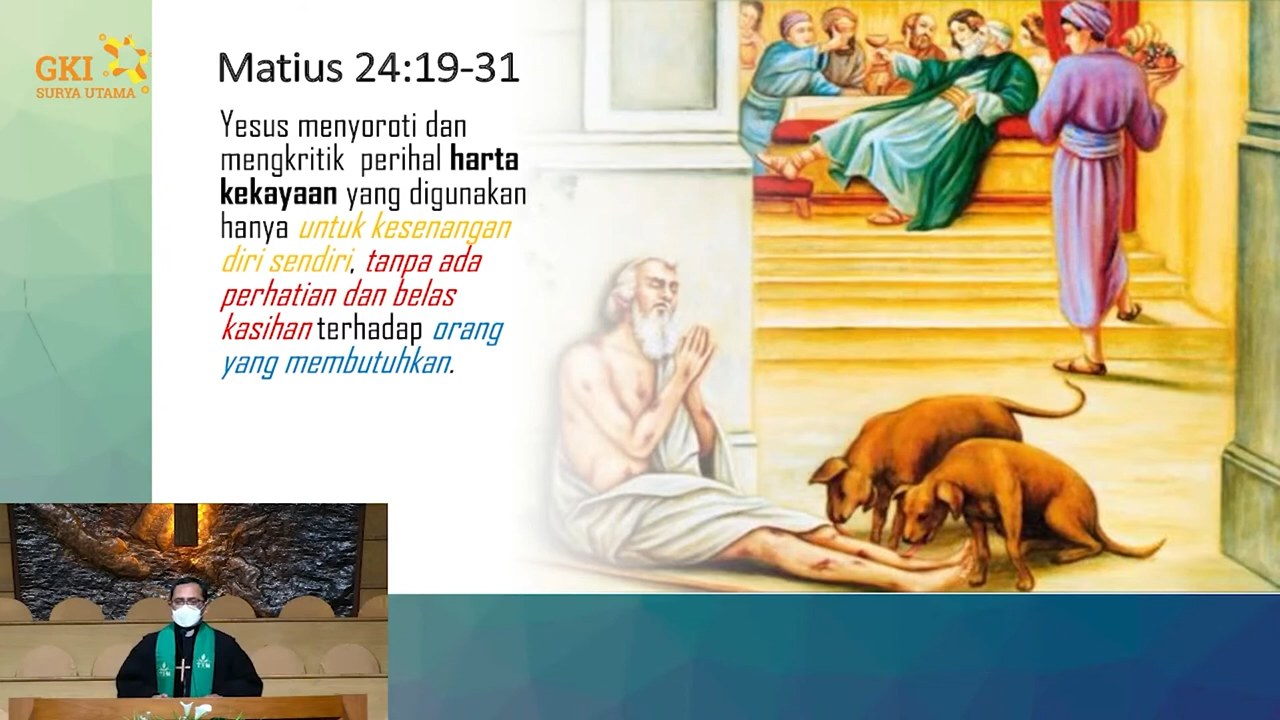 GKI
SURYA UTAMA
Matius 24:19-31
Yesus menyoroti dan
mengkritik perihal harta
kekayaan yang digunakan
hanya untuk kesenangan
diri sendiri, tanpa ada
perhatian dan belas
kasihan terhadap orang
yang membutuhkan.